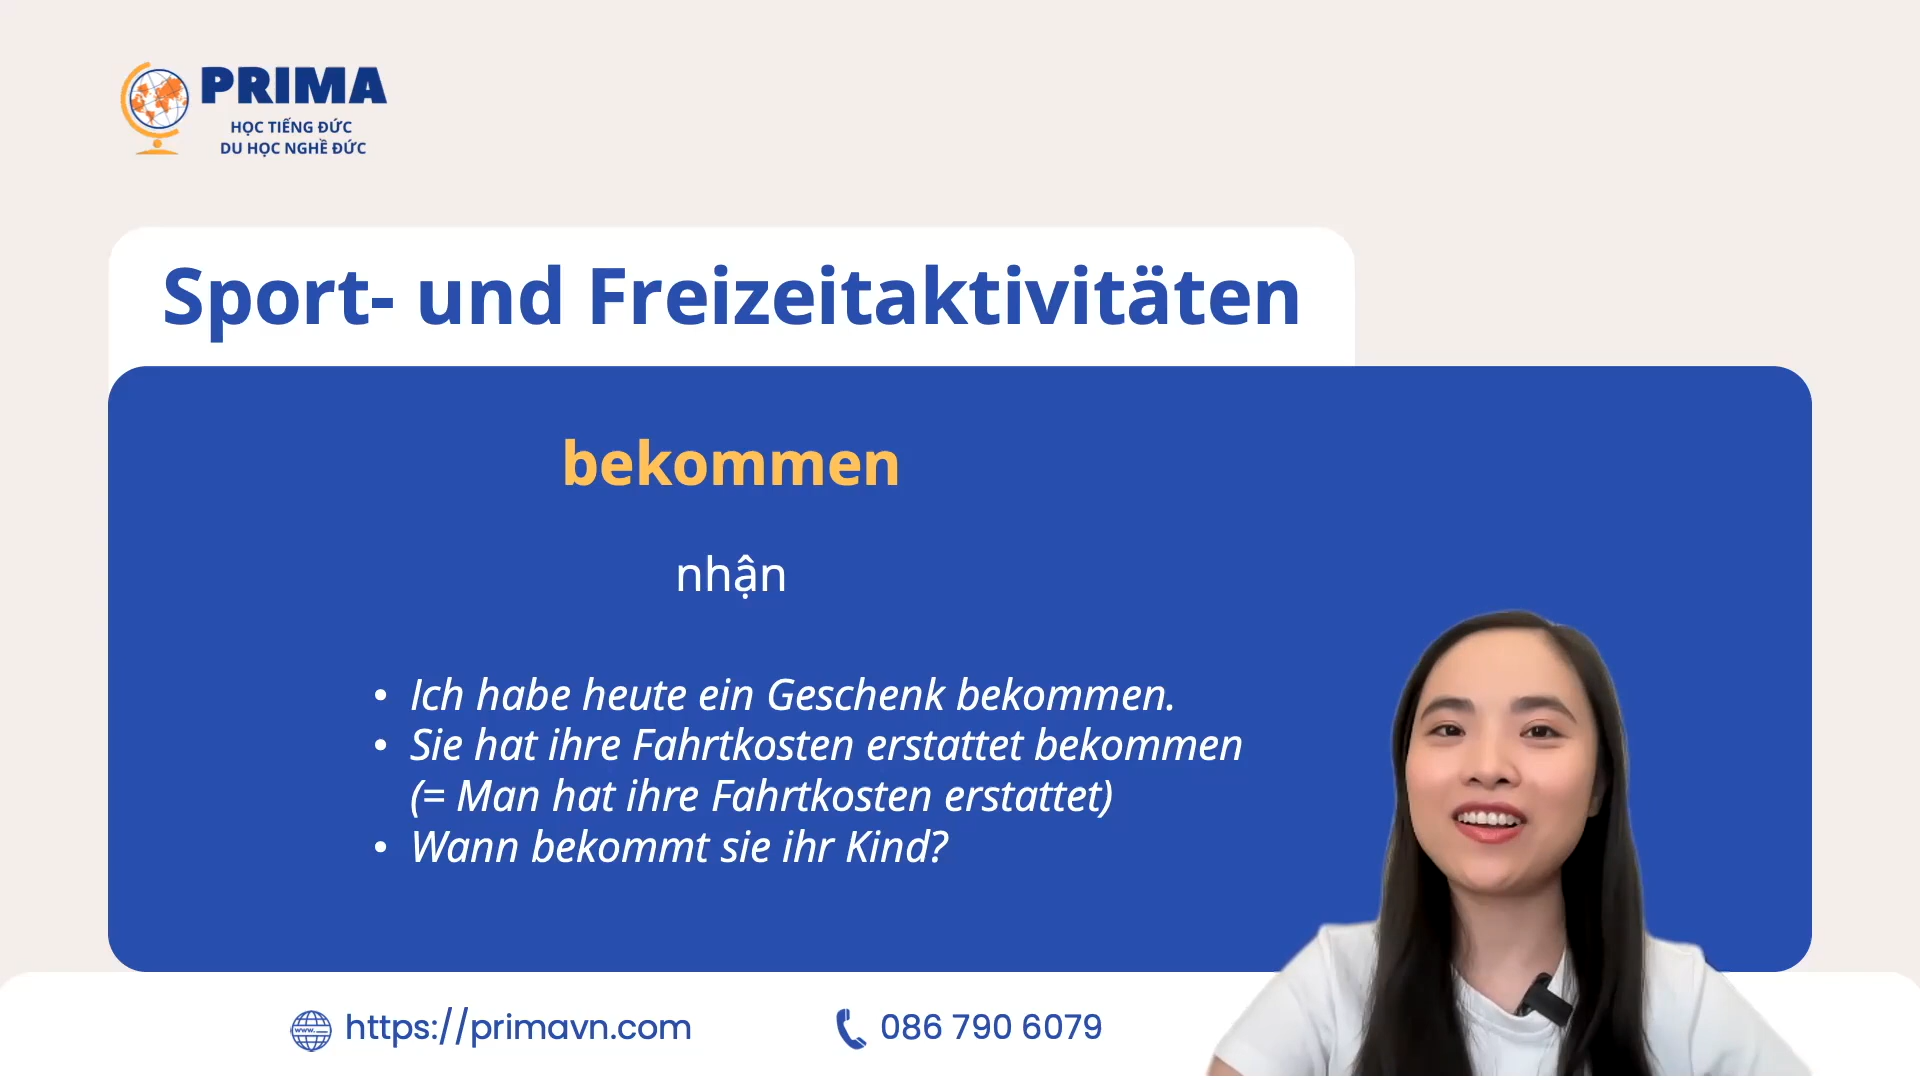 PRIMA
HỌC TIẾNG ĐỨC
DU HỌC NGHỀ ĐỨC
Sport- und Freizeitaktivitäten
bekommen
nhận
• Ich habe heute ein Geschenk bekommen.
• Sie hat ihre Fahrtkosten erstattet bekommen
(= Man hat ihre Fahrtkosten erstattet)
• Wann bekommt sie ihr Kind?
www.
https://primavn.com
086 790 6079